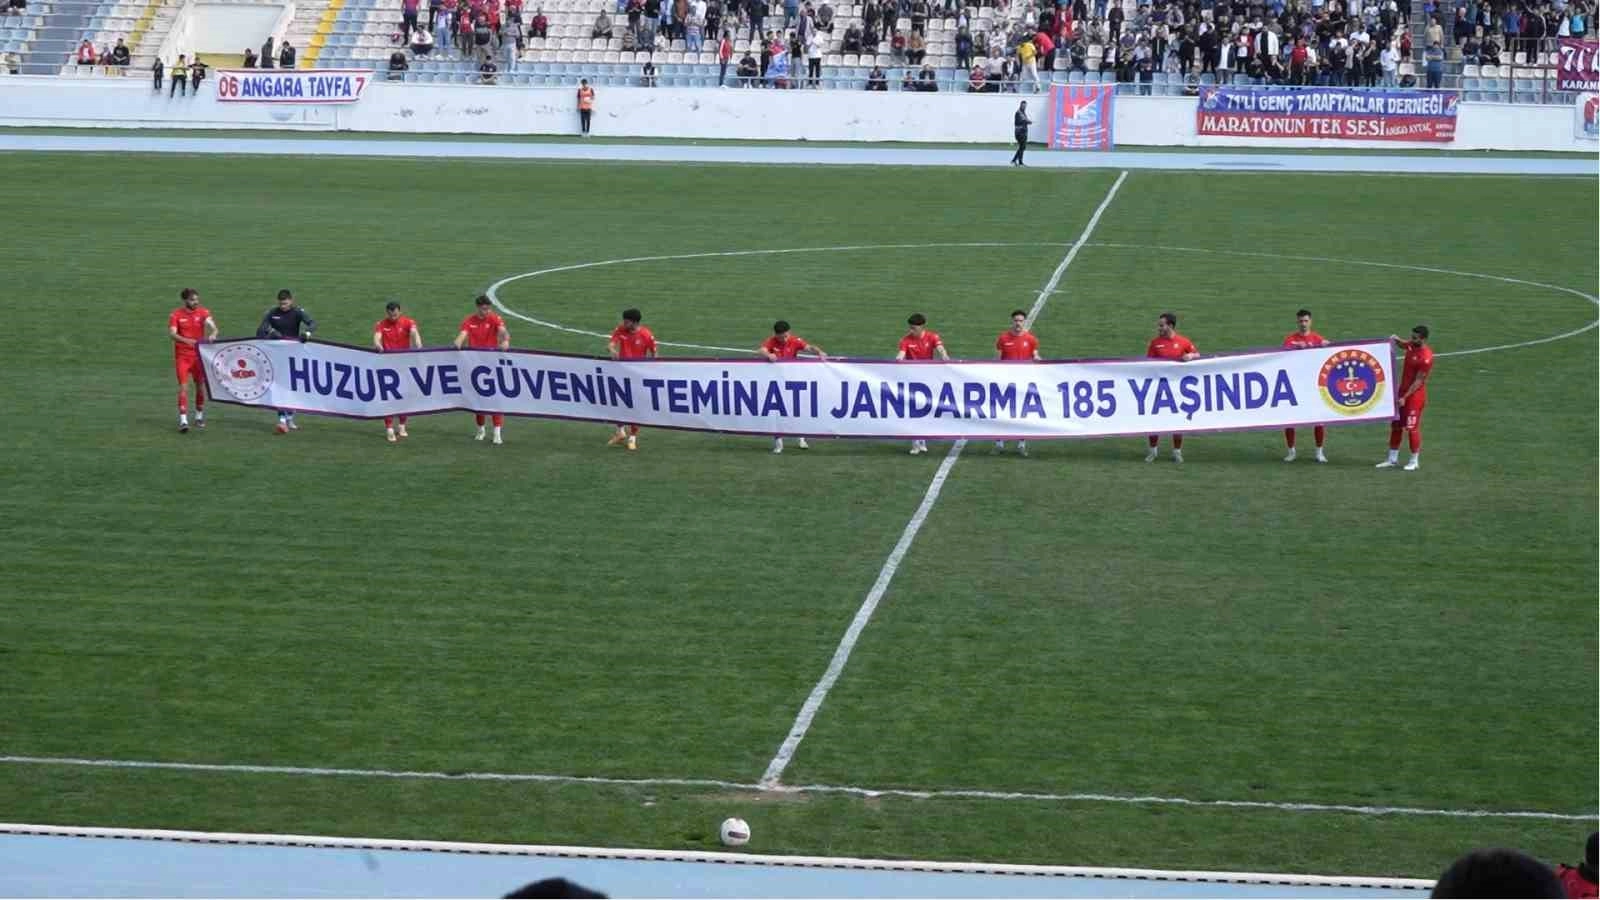 06 ANGARA TAYFA 7
71'Lİ GENÇ TARAFTARLAR DERNEĞİ
MARATONUN TEK SESİ
HUZUR VE GÜVENİN TEMİNATI JANDARMA 185 YAŞINDA
JANDARMA